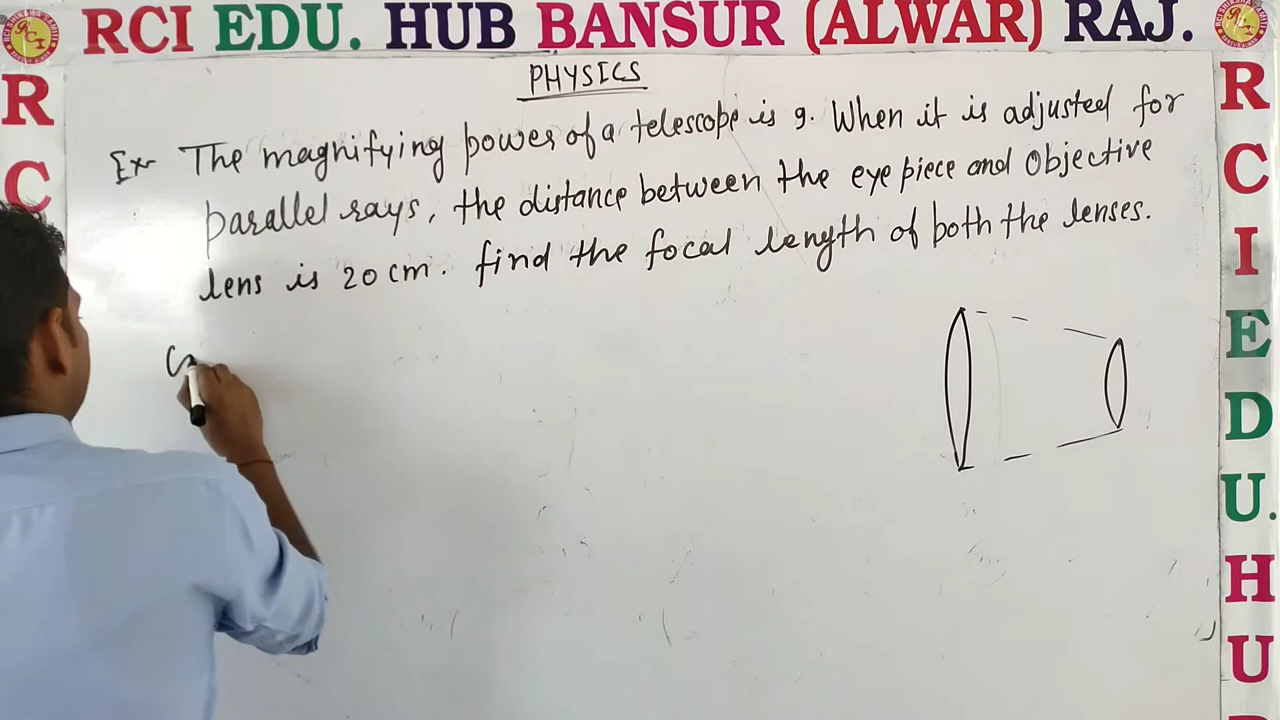 RCI EDU. HUB BANSUR (ALWAR) RAJ.
PHYSICS
Ex- The magnifying power of a telescope is 9. When it is adjusted for
parallel rays, the distance between the eye piece and objective
lens is 20 cm. find the focal length of both the lenses.
R
C
R
C
I
E
D
U.
H
U